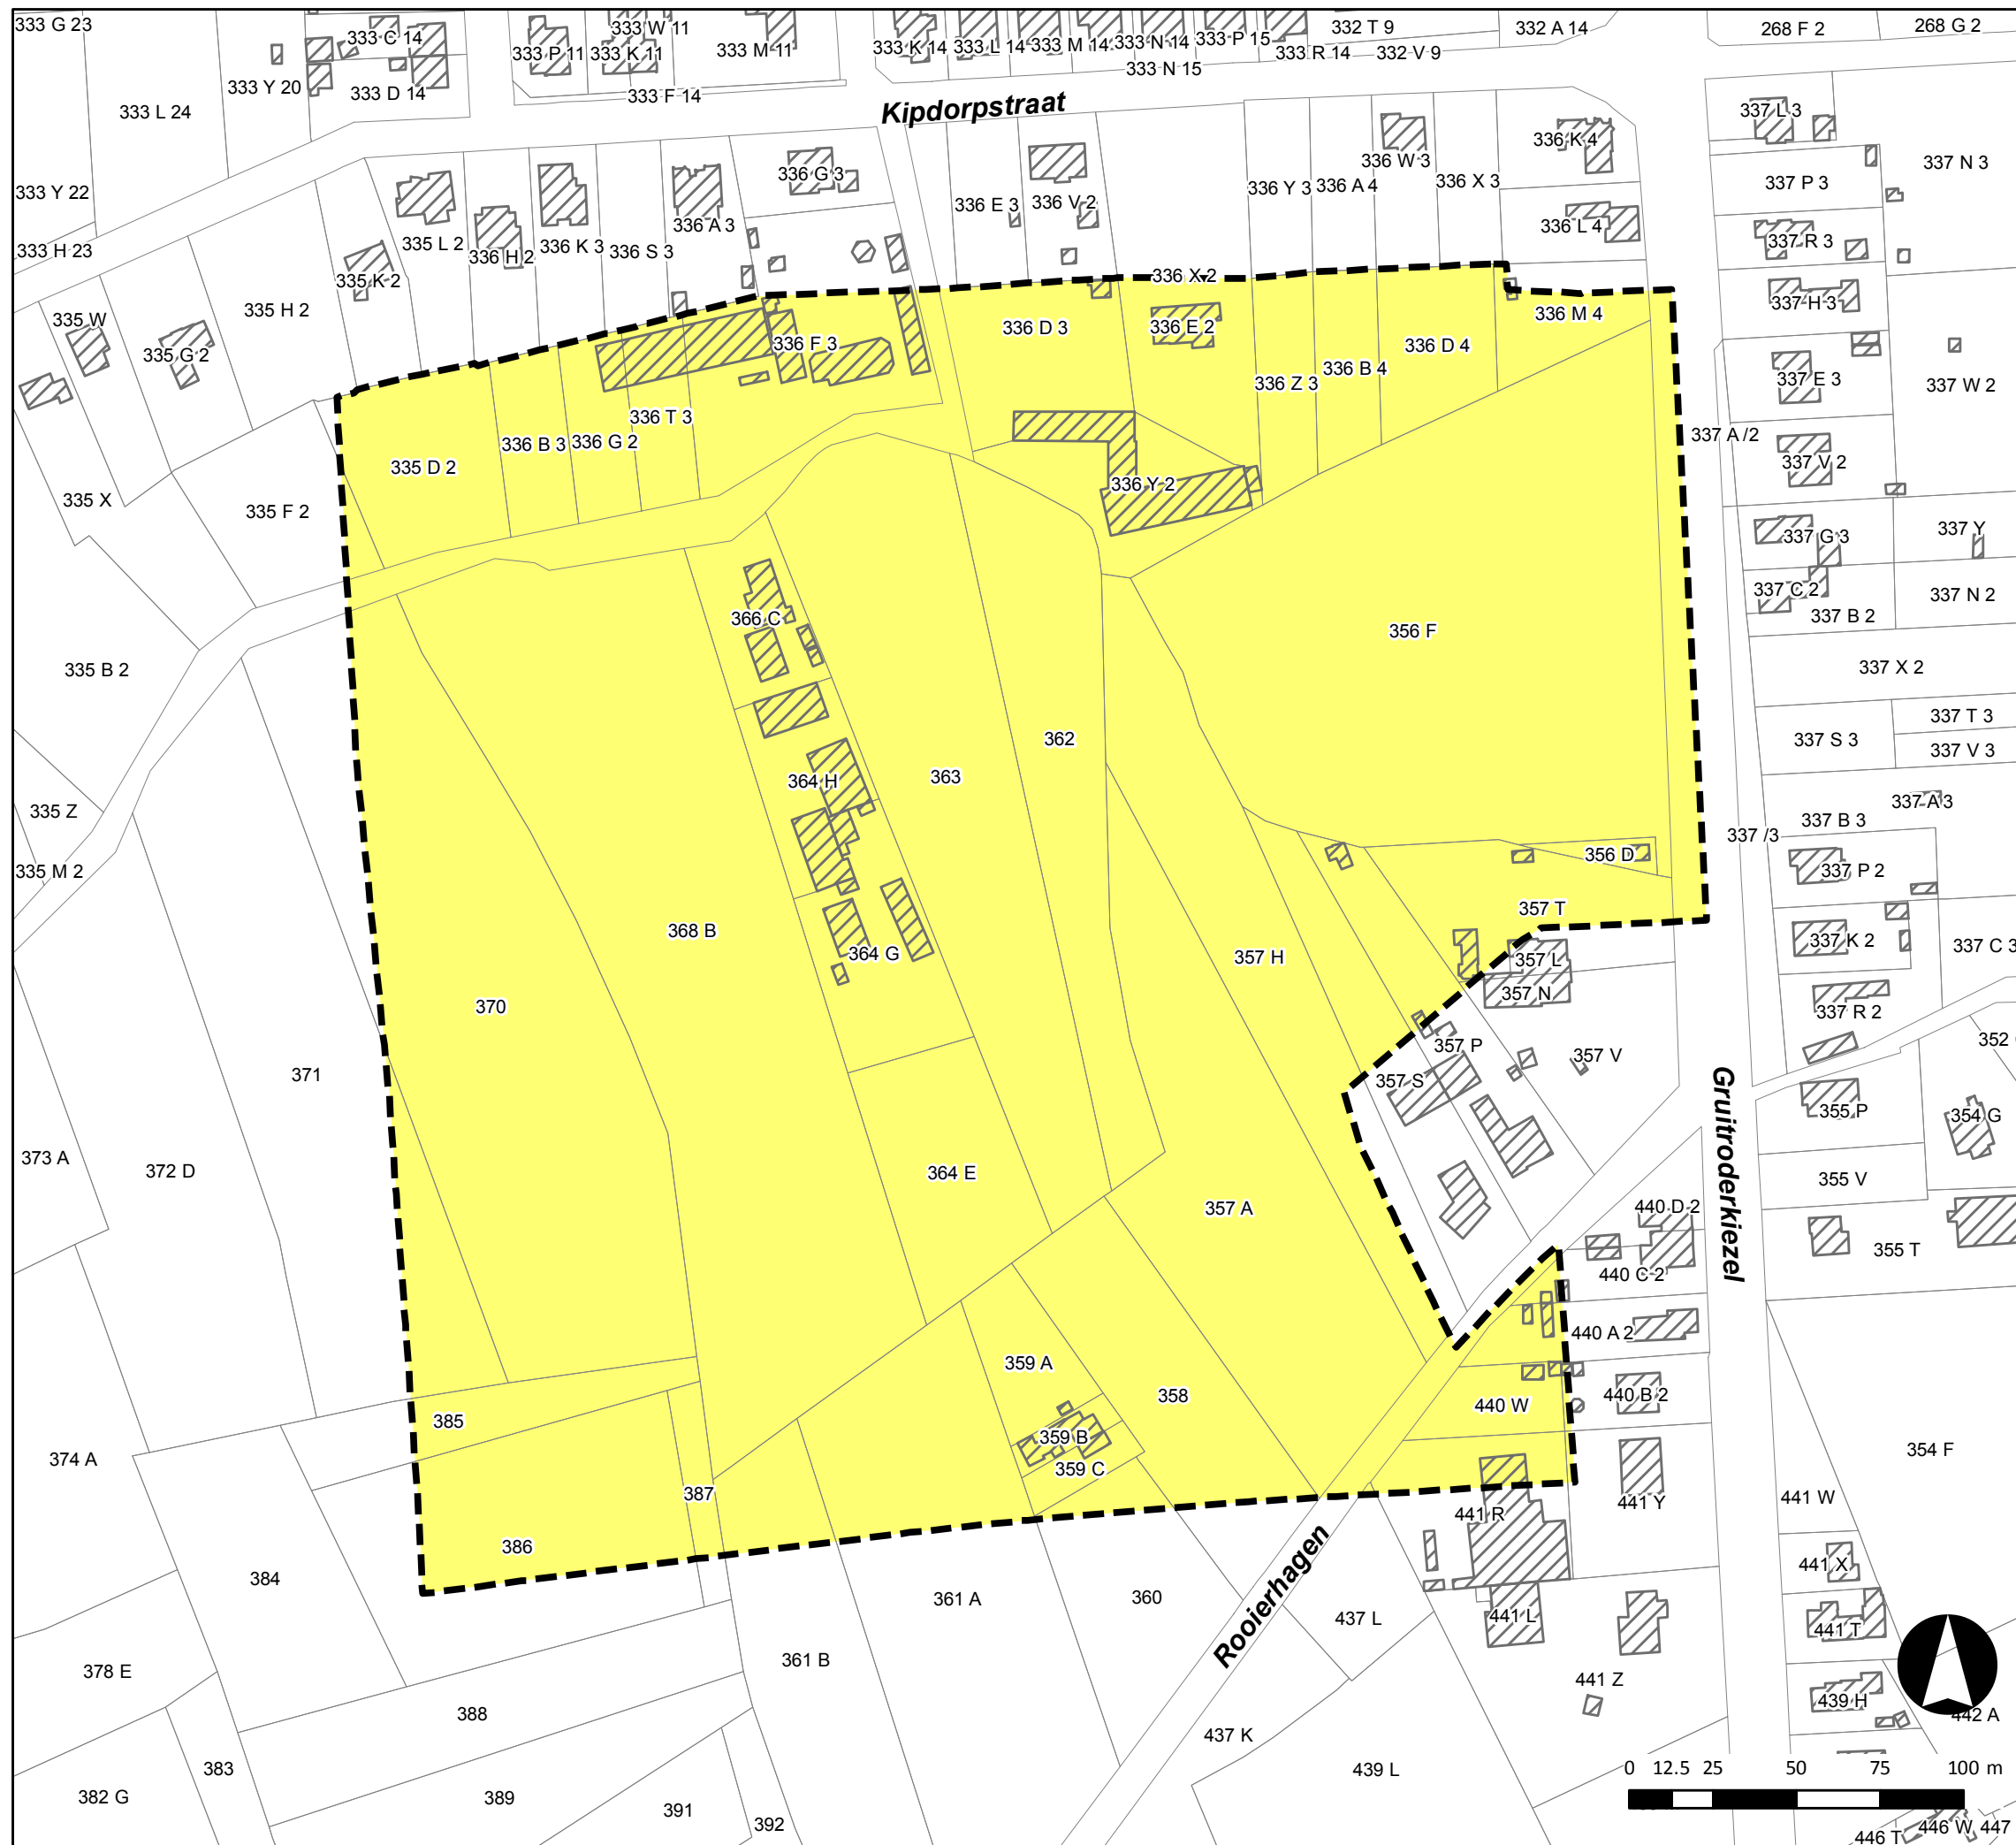 333 G 23
333 C 14
333 W 11
332 T 9
332 A 14
268 F 2
268 G 2
333 P 11
333 K 11
333 M 11
333 K 14
333 L 14
333 M 14
333 N 14
333 P 15
333 R 14
332 V 9
333 N 15
333 Y 20
333 D 14
333 F 14
333 L 24
Kipdorpstraat
337 L 3
336 K 4
336 W 3
337 N 3
336 G 3
333 Y 22
336 Y 3
336 A 4
336 X 3
337 P 3
336 E 3
336 V 2
336 A 3
336 L 4
333 H 23
335 L 2
336 H 2
336 K 3
336 S 3
337 R 3
335 K 2
336 X 2
335 H 2
337 H 3
335 W
336 M 4
336 D 3
336 E 2
335 G 2
336 F 3
336 D 4
336 B 4
336 Z 3
337 E 3
337 W 2
336 T 3
337 A /2
336 B 3
336 G 2
335 D 2
337 V 2
336 Y 2
335 X
335 F 2
337 G 3
337 Y
337 C 2
337 N 2
366 C
356 F
337 B 2
335 B 2
337 X 2
337 T 3
362
337 S 3
337 V 3
363
364 H
335 Z
337 A 3
337 B 3
337 /3
356 D
335 M 2
337 P 2
357 T
368 B
337 K 2
337 C 3
364 G
357 H
357 L
357 N
370
337 R 2
352
357 P
357 V
371
357 S
Gruitroderkiezel
355 P
354 G
373 A
372 D
364 E
355 V
357 A
440 D 2
355 T
440 C 2
440 A 2
359 A
358
440 B 2
440 W
385
359 B
354 F
374 A
359 C
387
441 W
441 Y
441 R
386
Rooierhagen
441 X
384
361 A
360
437 L
441 L
441 T
361 B
378 E
441 Z
439 H
388
442 A
437 K
383
439 L
0 12.5 25 50 75 100 m
382 G
389
391
392
446 T
446 W
447